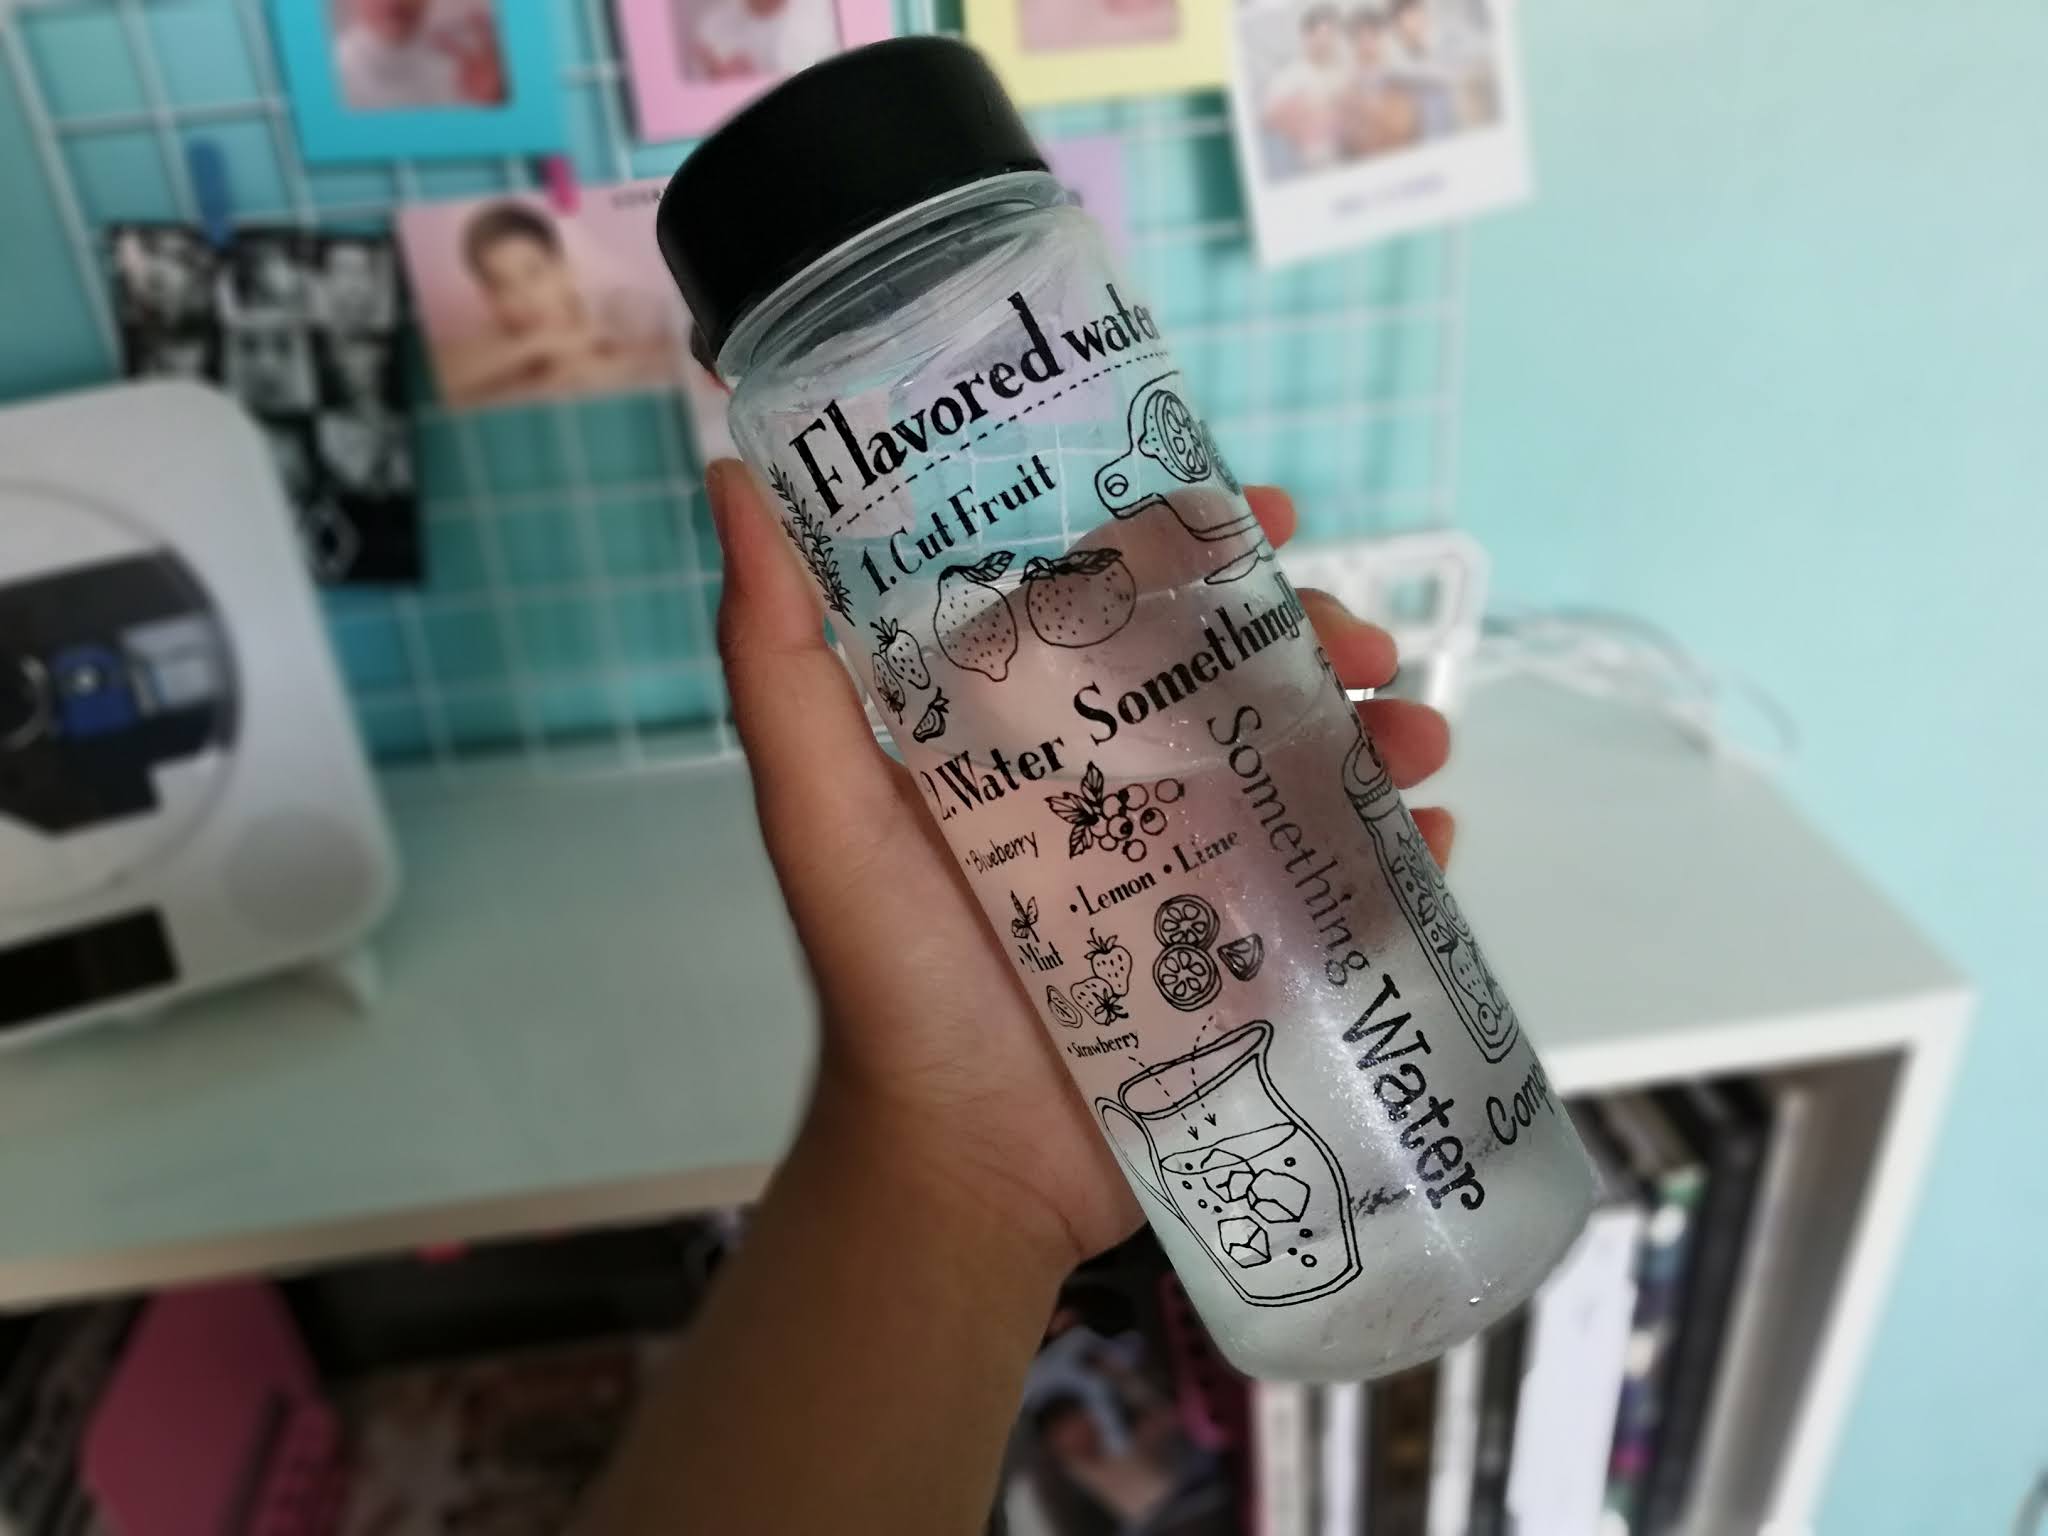 Flavored water
1. Cut Fruit
2. Water Something
• Blueberry
• Lemon • Lime
• Mint
• Strawberry
Something Water
Comp